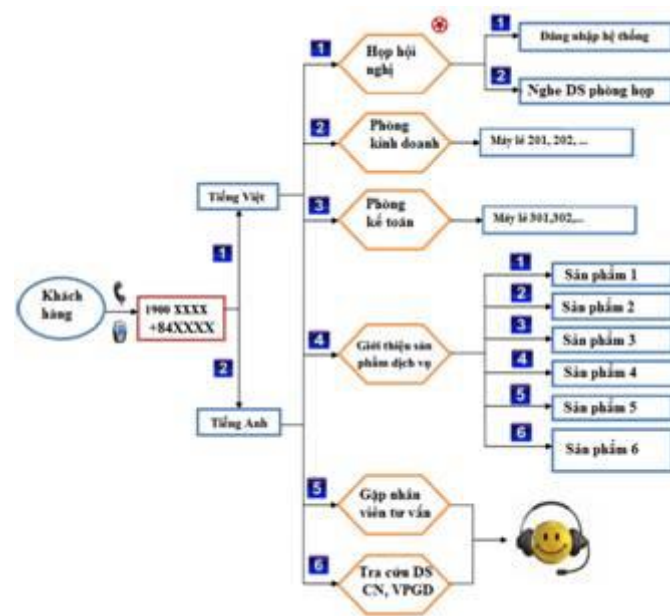 1
Họp hội
nghị
1
Đăng nhập hệ thống
2
Nghe DS phòng họp
2
Phòng
kinh doanh
Máy lẻ 201, 202, ...
3
Phòng
kế toán
Máy lẻ 301,302,...
Tiếng Việt
1
Khách
hàng
1900 XXXX
+84XXXX
2
Tiếng Anh
4
Giới thiệu sản
phẩm dịch vụ
1
Sản phẩm 1
2
Sản phẩm 2
3
Sản phẩm 3
4
Sản phẩm 4
5
Sản phẩm 5
6
Sản phẩm 6
5
Gặp nhân
viên tư vấn
6
Tra cứu DS
CN, VPGD